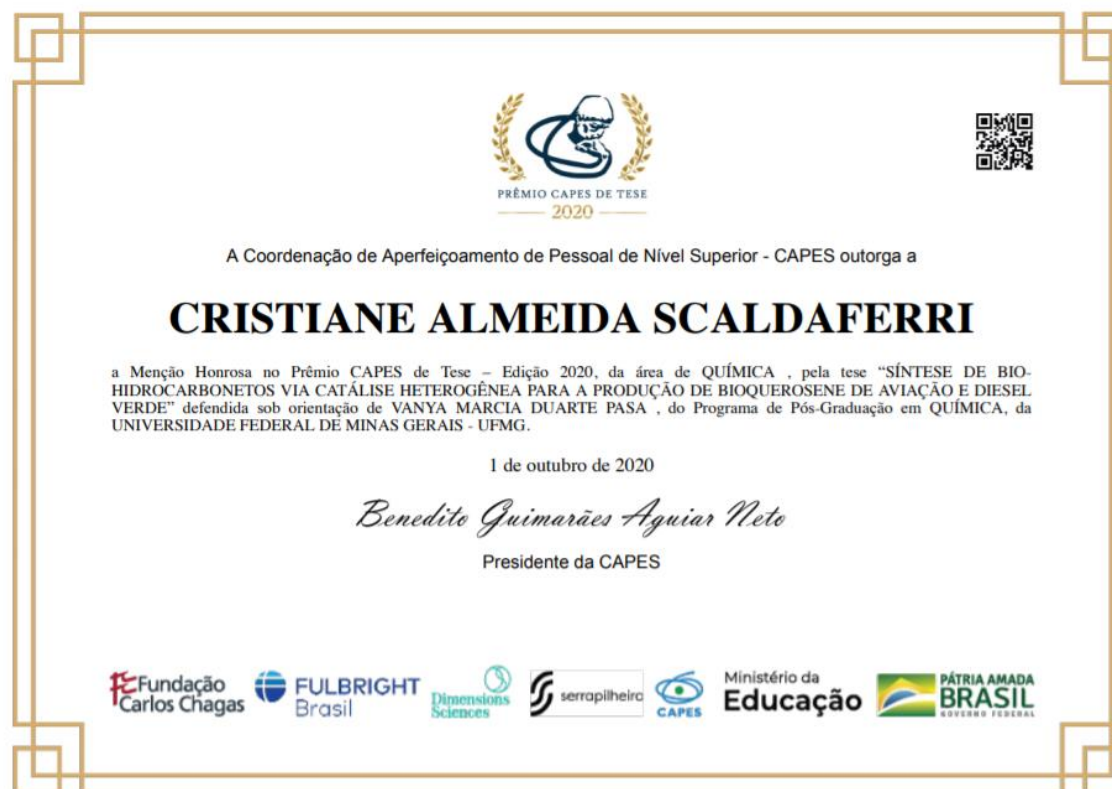 PRÊMIO CAPES DE TESE
2020
A Coordenação de Aperfeiçoamento de Pessoal de Nível Superior - CAPES outorga a
CRISTIANE ALMEIDA SCALDAFERRI
a Menção Honrosa no Prêmio CAPES de Tese – Edição 2020, da área de QUÍMICA , pela tese “SÍNTESE DE BIO-
HIDROCARBONETOS VIA CATÁLISE HETEROGÊNEA PARA A PRODUÇÃO DE BIOQUEROSENE DE AVIAÇÃO E DIESEL
VERDE” defendida sob orientação de VANYA MARCIA DUARTE PASA , do Programa de Pós-Graduação em QUÍMICA, da
UNIVERSIDADE FEDERAL DE MINAS GERAIS - UFMG.
1 de outubro de 2020
Benedito Guimarães Aguiar Neto
Presidente da CAPES
Fundação
Carlos Chagas
FULBRIGHT
Brasil
Dimensions
Sciences
serrapilheira
CAPES
Ministério da
Educação
PÁTRIA AMADA
BRASIL
GOVERNO FEDERAL